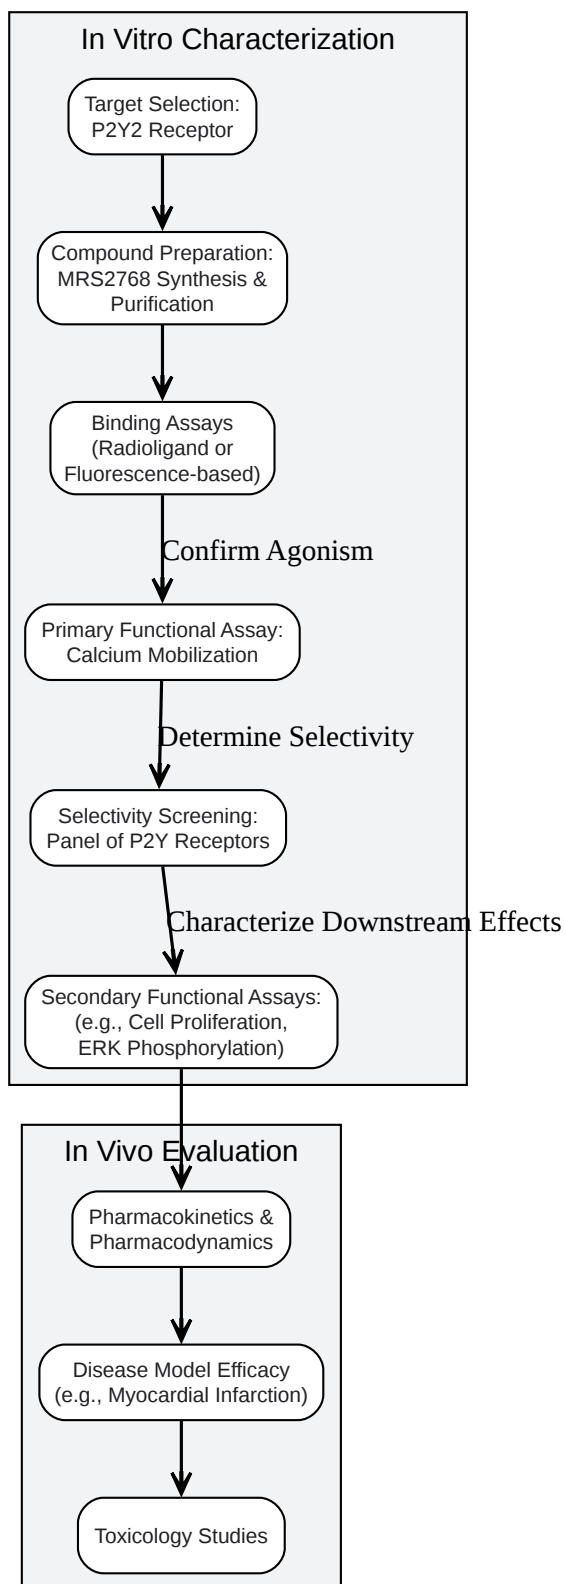 In Vitro Characterization
Target Selection:
P2Y2 Receptor
Compound Preparation:
MRS2768 Synthesis &
Purification
Binding Assays
(Radioligand or
Fluorescence-based)
Confirm Agonism
Primary Functional Assay:
Calcium Mobilization
Determine Selectivity
Selectivity Screening:
Panel of P2Y Receptors
Characterize Downstream Effects
Secondary Functional Assays:
(e.g., Cell Proliferation,
ERK Phosphorylation)
In Vivo Evaluation
Pharmacokinetics &
Pharmacodynamics
Disease Model Efficacy
(e.g., Myocardial Infarction)
Toxicology Studies